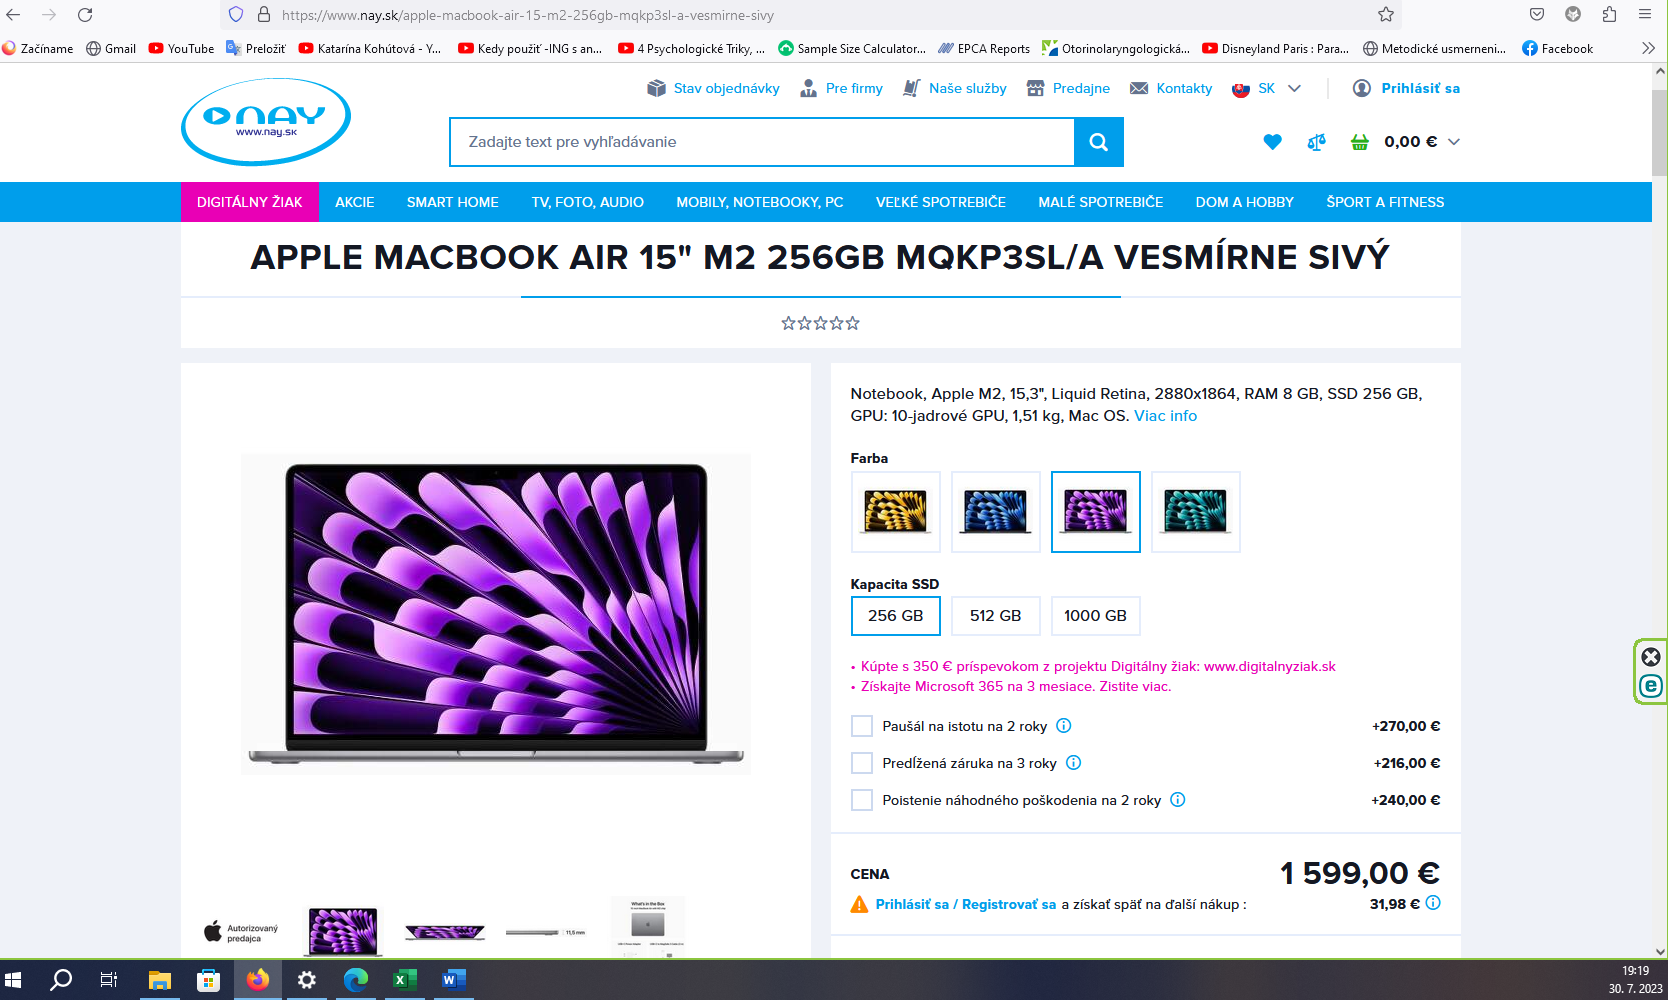 https://www.nay.sk/apple-macbook-air-15-m2-256gb-mqkp3sl-a-vesmirne-sivy
Začíname
Gmail
YouTube
Preložiť
Katarína Kohútová - Y...
Kedy použiť -ING s an...
4 Psychologické Triky, ...
Sample Size Calculator...
EPCA Reports
Otorinolaryngologická...
Disneyland Paris : Para...
Metodické usmerneni...
Facebook
Stav objednávky
Pre firmy
Naše služby
Predajne
Kontakty
SK
Prihlásiť sa
NAY
www.nay.sk
Zadajte text pre vyhľadávanie
0,00 €
DIGITÁLNY ŽIAK
AKCIE
SMART HOME
TV, FOTO, AUDIO
MOBILY, NOTEBOOKY, PC
VEĽKÉ SPOTREBIČE
MALÉ SPOTREBIČE
DOM A HOBBY
ŠPORT A FITNESS
APPLE MACBOOK AIR 15" M2 256GB MQKP3SL/A VESMÍRNE SIVÝ
Notebook, Apple M2, 15,3", Liquid Retina, 2880x1864, RAM 8 GB, SSD 256 GB,
GPU: 10-jadrové GPU, 1,51 kg, Mac OS. Viac info
Farba
Kapacita SSD
256 GB
512 GB
1000 GB
• Kúpte s 350 € príspevokom z projektu Digitálny žiak: www.digitalnyziak.sk
• Získajte Microsoft 365 na 3 mesiace. Zistite viac.
Paušál na istotu na 2 roky
+270,00 €
Predĺžená záruka na 3 roky
+216,00 €
Poistenie náhodného poškodenia na 2 roky
+240,00 €
CENA
1 599,00 €
Prihlásiť sa / Registrovať sa a získať späť na ďalší nákup :
31,98 €
Autorizovaný
predajca
11,5 mm
What's in the Box
19:19
30. 7. 2023